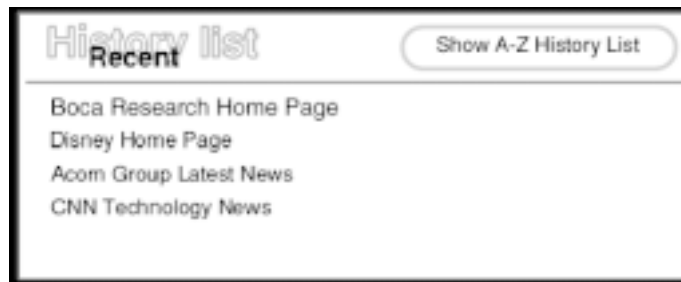 History list
Recent
Show A-Z History List
Boca Research Home Page
Disney Home Page
Acorn Group Latest News
CNN Technology News